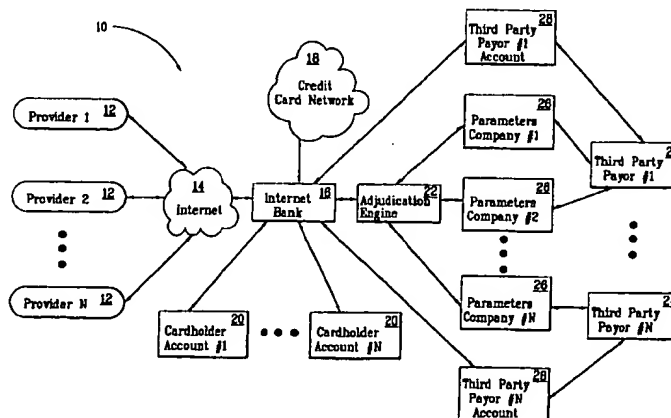 10
28
Third Party
Payor #1
Account
18
Credit
Card Network
12
Provider 1
26
Parameters
Company #1
2
Third Party
Payor #1
12
Provider 2
14
Internet
16
Internet
Bank
22
Adjudication
Engine
26
Parameters
Company #2
12
Provider N
26
Parameters
Company #N
2
Third Party
Payor #N
20
Cardholder
Account #1
20
Cardholder
Account #N
28
Third Party
Payor #N
Account